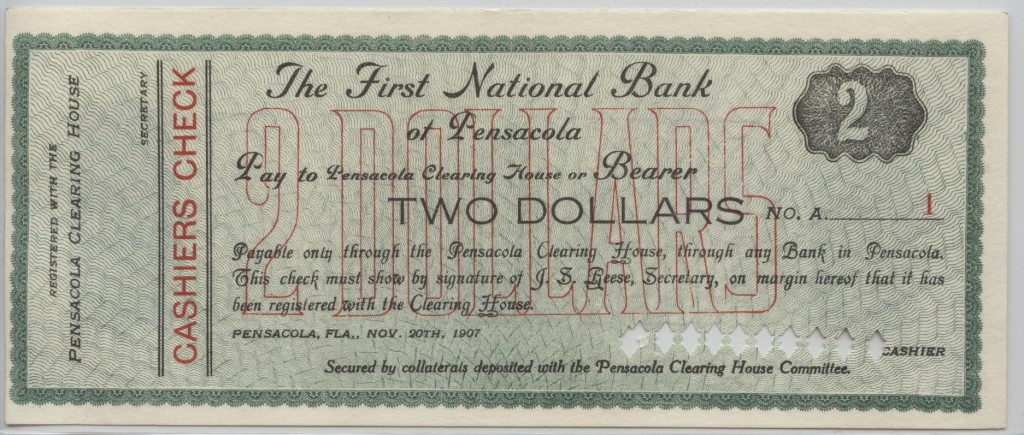 REGISTERED WITH THE
PENSACOLA CLEARING HOUSE
SECRETARY
CASHIERS CHECK
2 DOLLARS
The First National Bank
of Pensacola
2
Pay to Pensacola Clearing House or Bearer
TWO DOLLARS NO. A. 1
Payable only through the Pensacola Clearing House, through any Bank in Pensacola.
This check must show by signature of J. S. Reese, Secretary, on margin hereof that it has
been registered with the Clearing House.
PENSACOLA, FLA., NOV. 20TH, 1907
CASHIER
Secured by collaterals deposited with the Pensacola Clearing House Committee.